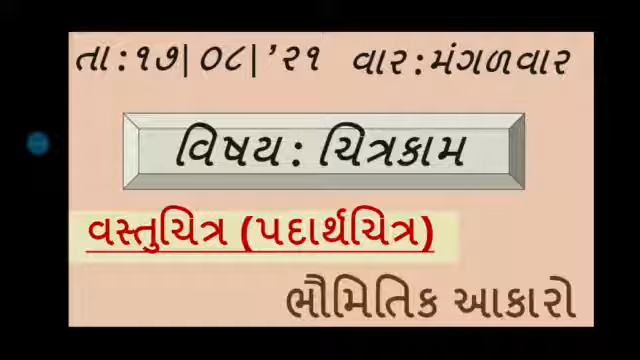 તા:૧૭|૦૮|'૨૧ વાર:મંગળવાર
વિષય: ચિત્રકામ
વસ્તુચિત્ર (પદાર્થચિત્ર)
ભૌમિતિક આકારો